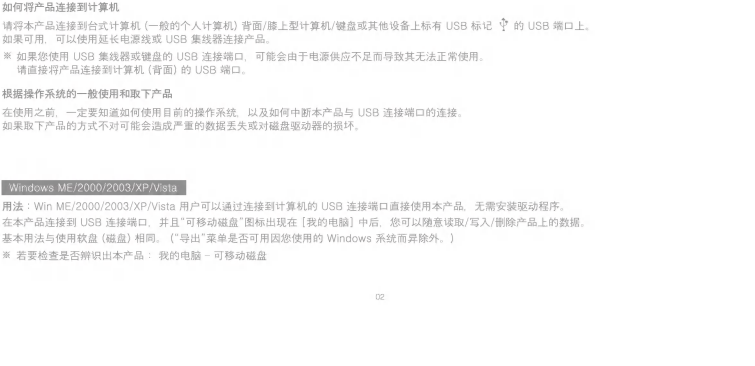 如何将产品连接到计算机
请将本产品连接到台式计算机 (一般的个人计算机) 背面/膝上型计算机/键盘或其他设备上标有 USB 标记 的 USB 端口上。
如果可用，可以使用延长电源线或 USB 集线器连接产品。
※ 如果您使用 USB 集线器或键盘的 USB 连接端口，可能会由于电源供应不足而导致其无法正常使用。
请直接将产品连接到计算机 (背面) 的 USB 端口。
根据操作系统的一般使用和取下产品
在使用之前，一定要知道如何使用目前的操作系统，以及如何中断本产品与 USB 连接端口的连接。
如果取下产品的方式不对可能会造成严重的数据丢失或对磁盘驱动器的损坏。
Windows ME/2000/2003/XP/Vista
用法：Win ME/2000/2003/XP/Vista 用户可以通过连接到计算机的 USB 连接端口直接使用本产品，无需安装驱动程序。
在本产品连接到 USB 连接端口，并且“可移动磁盘”图标出现在 [我的电脑] 中后，您可以随意读取/写入/删除产品上的数据。
基本用法与使用软盘 (磁盘) 相同。 (“导出”菜单是否可用因您使用的 Windows 系统而异除外。)
※ 若要检查是否辨识出本产品： 我的电脑 – 可移动磁盘
02